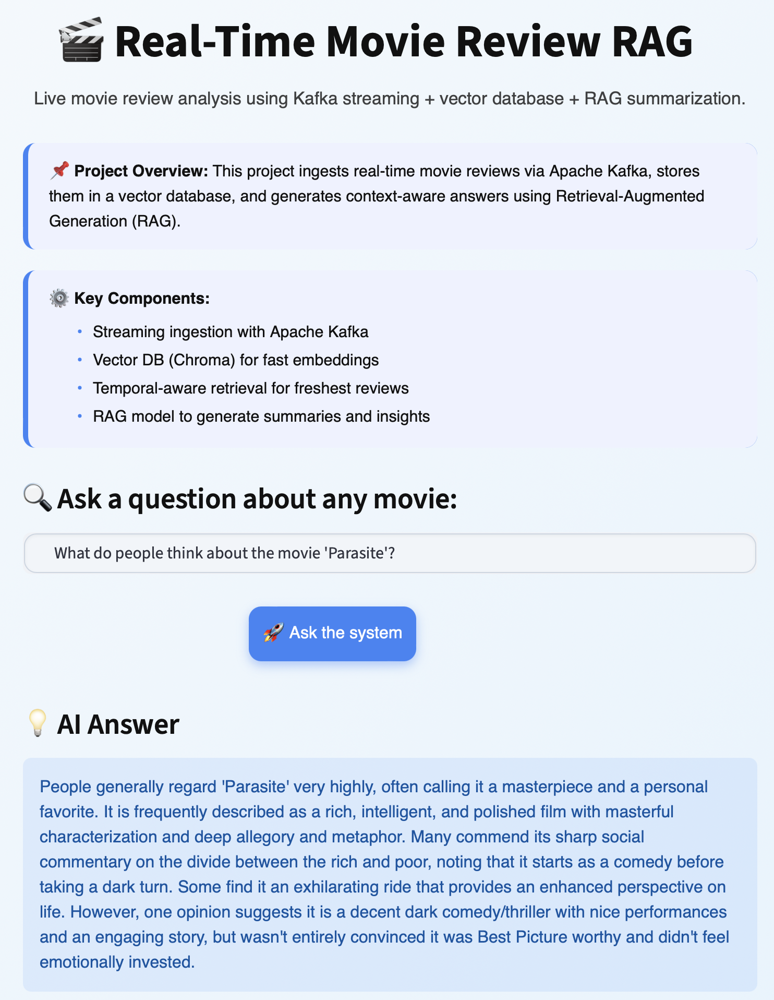 🎬 Real-Time Movie Review RAG
Live movie review analysis using Kafka streaming + vector database + RAG summarization.
📌 Project Overview: This project ingests real-time movie reviews via Apache Kafka, stores
them in a vector database, and generates context-aware answers using Retrieval-Augmented
Generation (RAG).
⚙️ Key Components:
• Streaming ingestion with Apache Kafka
• Vector DB (Chroma) for fast embeddings
• Temporal-aware retrieval for freshest reviews
• RAG model to generate summaries and insights
🔍 Ask a question about any movie:
What do people think about the movie 'Parasite'?
🚀 Ask the system
💡 AI Answer
People generally regard 'Parasite' very highly, often calling it a masterpiece and a personal
favorite. It is frequently described as a rich, intelligent, and polished film with masterful
characterization and deep allegory and metaphor. Many commend its sharp social
commentary on the divide between the rich and poor, noting that it starts as a comedy before
taking a dark turn. Some find it an exhilarating ride that provides an enhanced perspective on
life. However, one opinion suggests it is a decent dark comedy/thriller with nice performances
and an engaging story, but wasn't entirely convinced it was Best Picture worthy and didn't feel
emotionally invested.